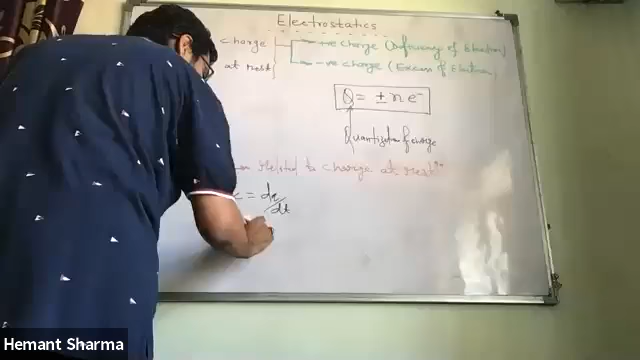 Electrostatics
charge +ve charge (Deficiency of Electron)
at rest -ve charge (Excess of Electron)
Q = ± n e⁻
Quantization of charge
related to charge at rest
= dq/dt
Hemant Sharma